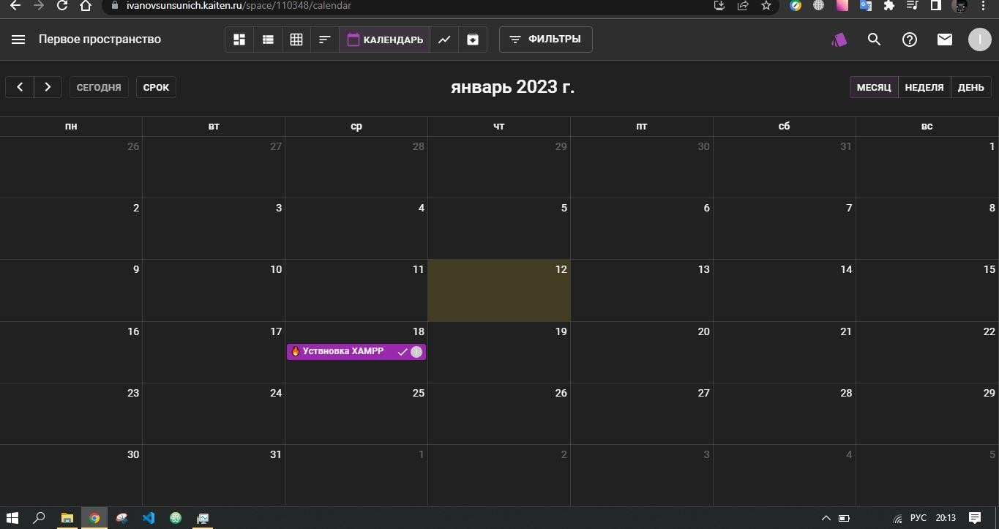 ivanovsunsunich.kaiten.ru/space/110348/calendar
Первое пространство КАЛЕНДАРЬ ФИЛЬТРЫ I
СЕГОДНЯ СРОК январь 2023 г. МЕСЯЦ НЕДЕЛЯ ДЕНЬ
пн вт ср чт пт сб вс
26 27 28 29 30 31 1
2 3 4 5 6 7 8
9 10 11 12 13 14 15
16 17 18 19 20 21 22
Уствновка XAMPP I
23 24 25 26 27 28 29
30 31 1 2 3 4 5
РУС 20:13